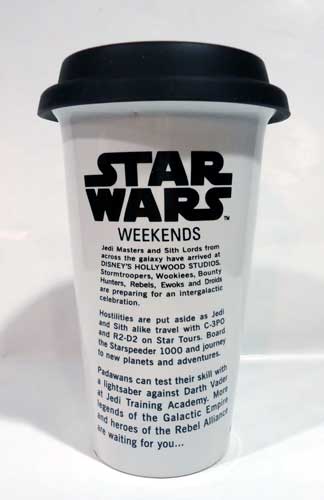 STAR
WARS™
WEEKENDS
Jedi Masters and Sith Lords from
across the galaxy have arrived at
DISNEY'S HOLLYWOOD STUDIOS.
Stormtroopers, Wookiees, Bounty
Hunters, Rebels, Ewoks and Droids
are preparing for an intergalactic
celebration.
Hostilities are put aside as Jedi
and Sith alike travel with C-3PO
and R2-D2 on Star Tours. Board
the Starspeeder 1000 and journey
to new planets and adventures.
Padawans can test their skill with
a lightsaber against Darth Vader
at Jedi Training Academy. More
legends of the Galactic Empire
and heroes of the Rebel Alliance
are waiting for you...